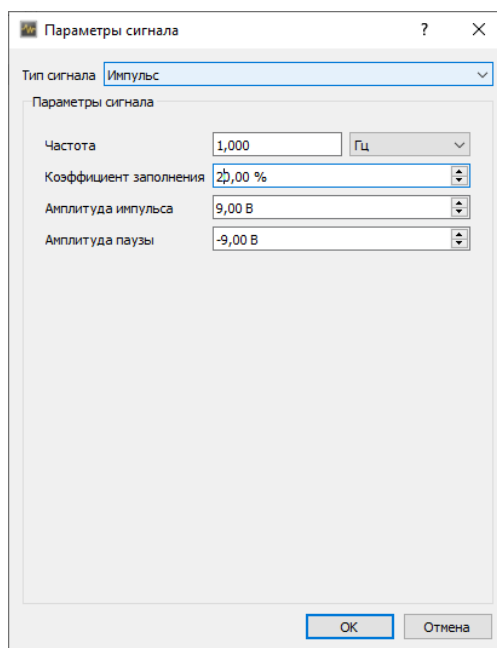 Параметры сигнала ?
Тип сигнала Импульс
Параметры сигнала
Частота 1,000 Гц
Коэффициент заполнения 20,00 %
Амплитуда импульса 9,00 В
Амплитуда паузы -9,00 В
OK Отмена